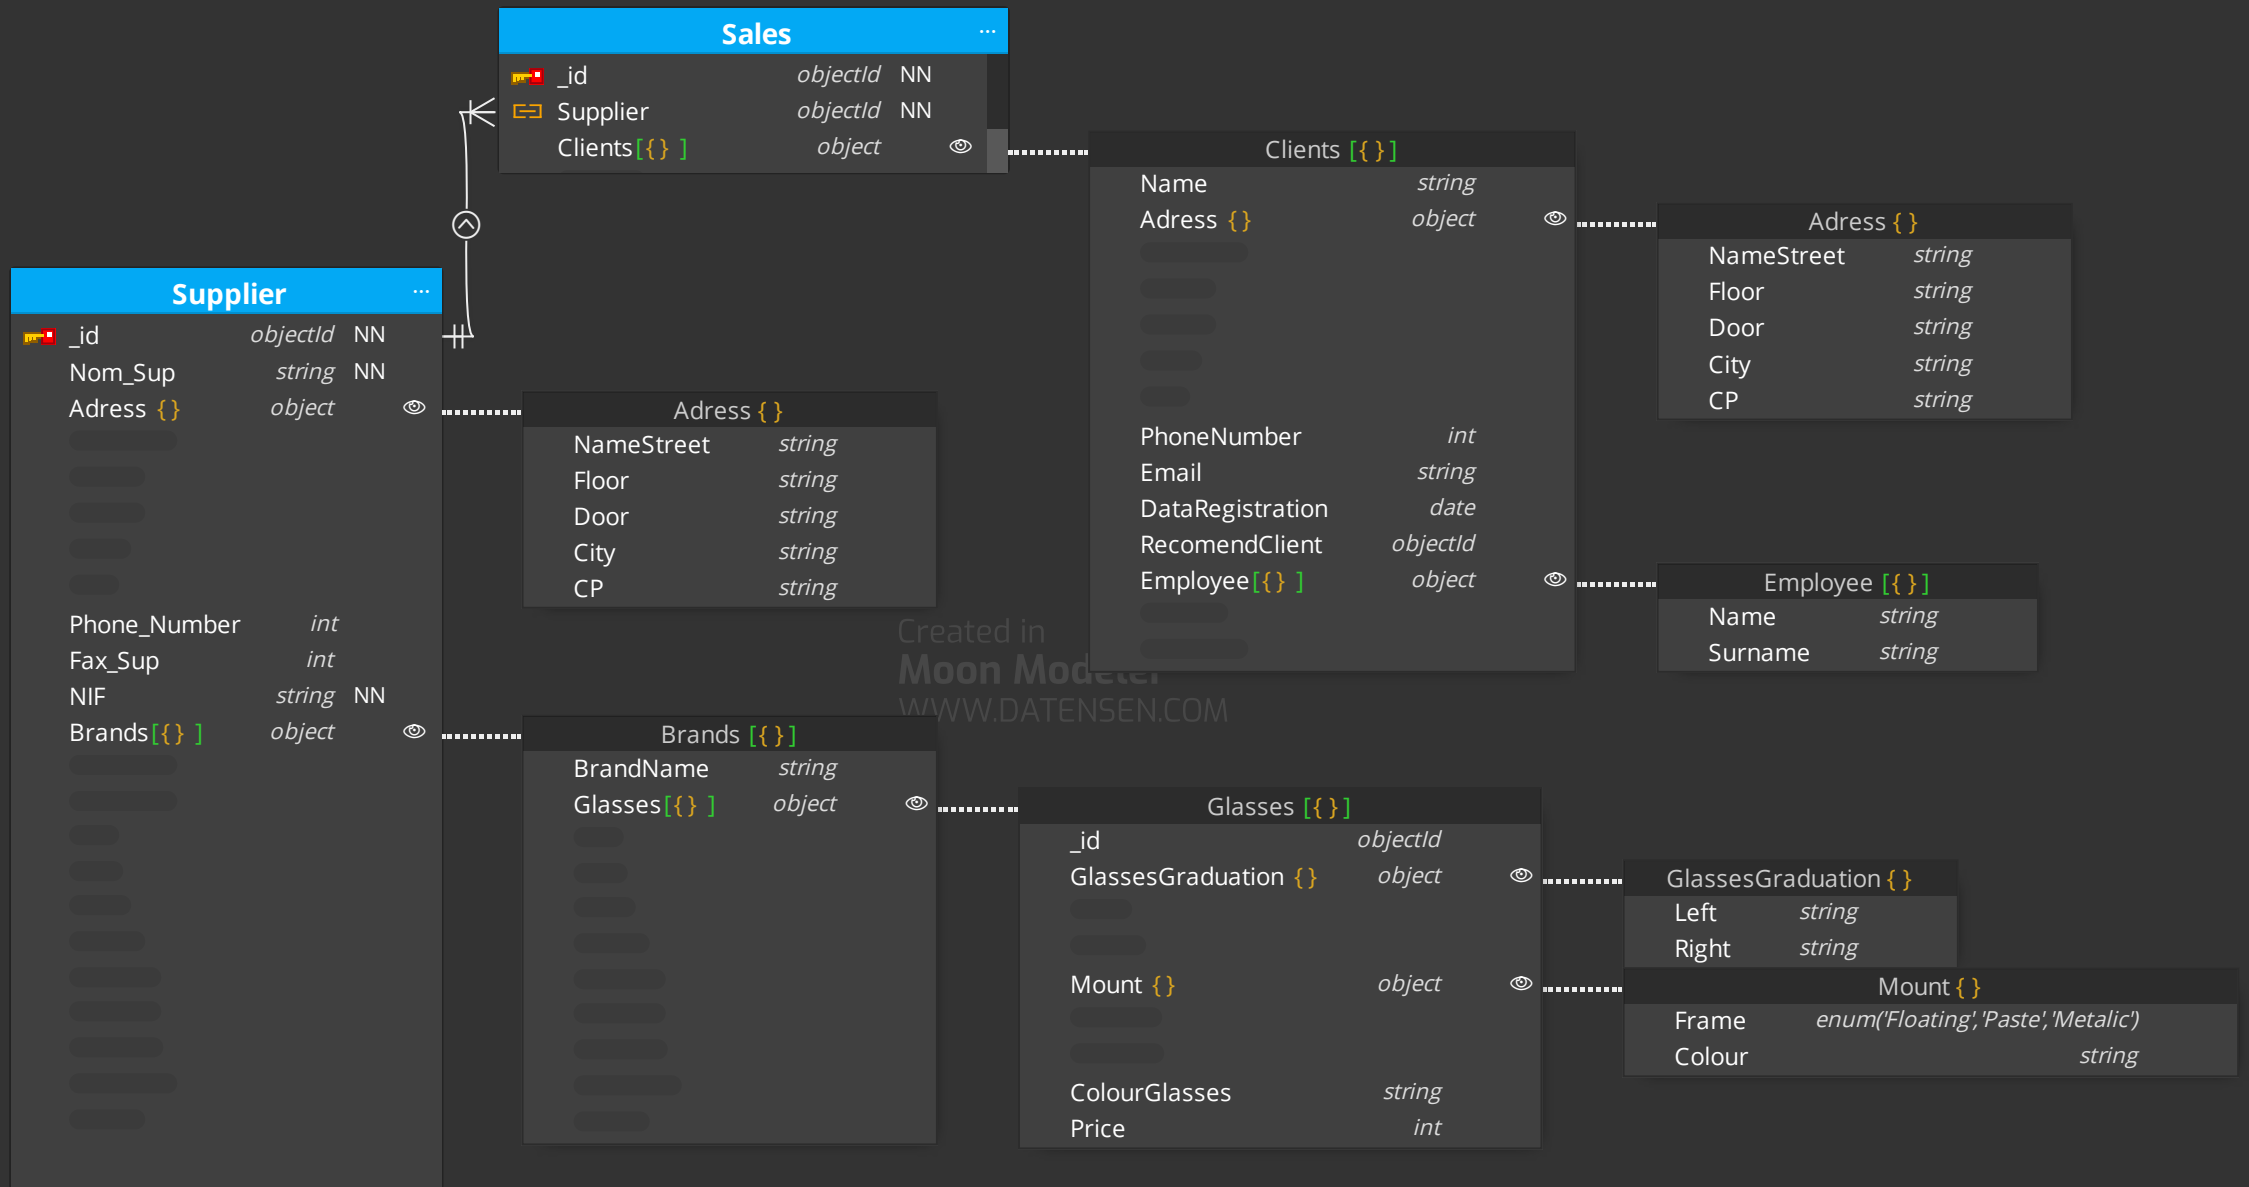 Sales ...
_id objectId NN
Supplier objectId NN
Clients[{} ] object
Clients [{}]
Name string
Adress {} object
PhoneNumber int
Email string
DataRegistration date
RecomendClient objectId
Employee[{} ] object
Adress {}
NameStreet string
Floor string
Door string
City string
CP string
Employee [{}]
Name string
Surname string
Supplier ...
_id objectId NN
Nom_Sup string NN
Adress {} object
Phone_Number int
Fax_Sup int
NIF string NN
Brands[{} ] object
Adress {}
NameStreet string
Floor string
Door string
City string
CP string
Created in
Moon Modeler
WWW.DATENSEN.COM
Brands [{}]
BrandName string
Glasses[{} ] object
Glasses [{}]
_id objectId
GlassesGraduation {} object
Mount {} object
ColourGlasses string
Price int
GlassesGraduation {}
Left string
Right string
Mount {}
Frame enum('Floating','Paste','Metalic')
Colour string